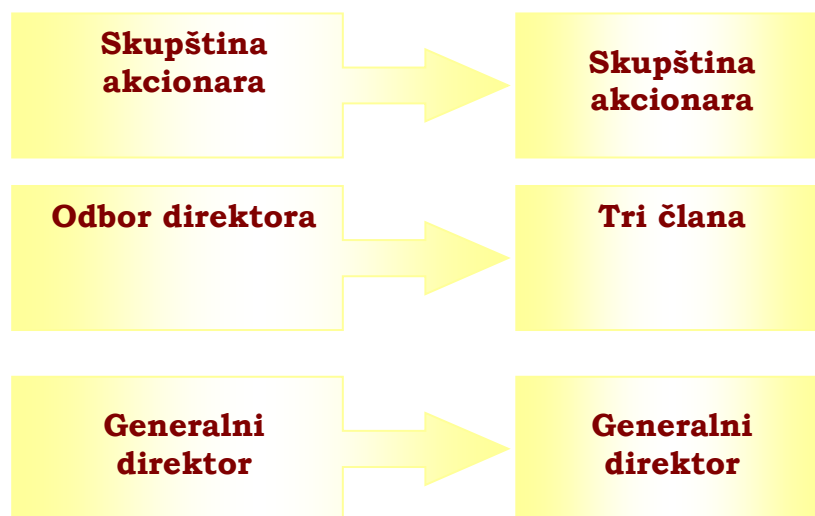 Skupština
akcionara
Skupština
akcionara
Odbor direktora
Tri člana
Generalni
direktor
Generalni
direktor